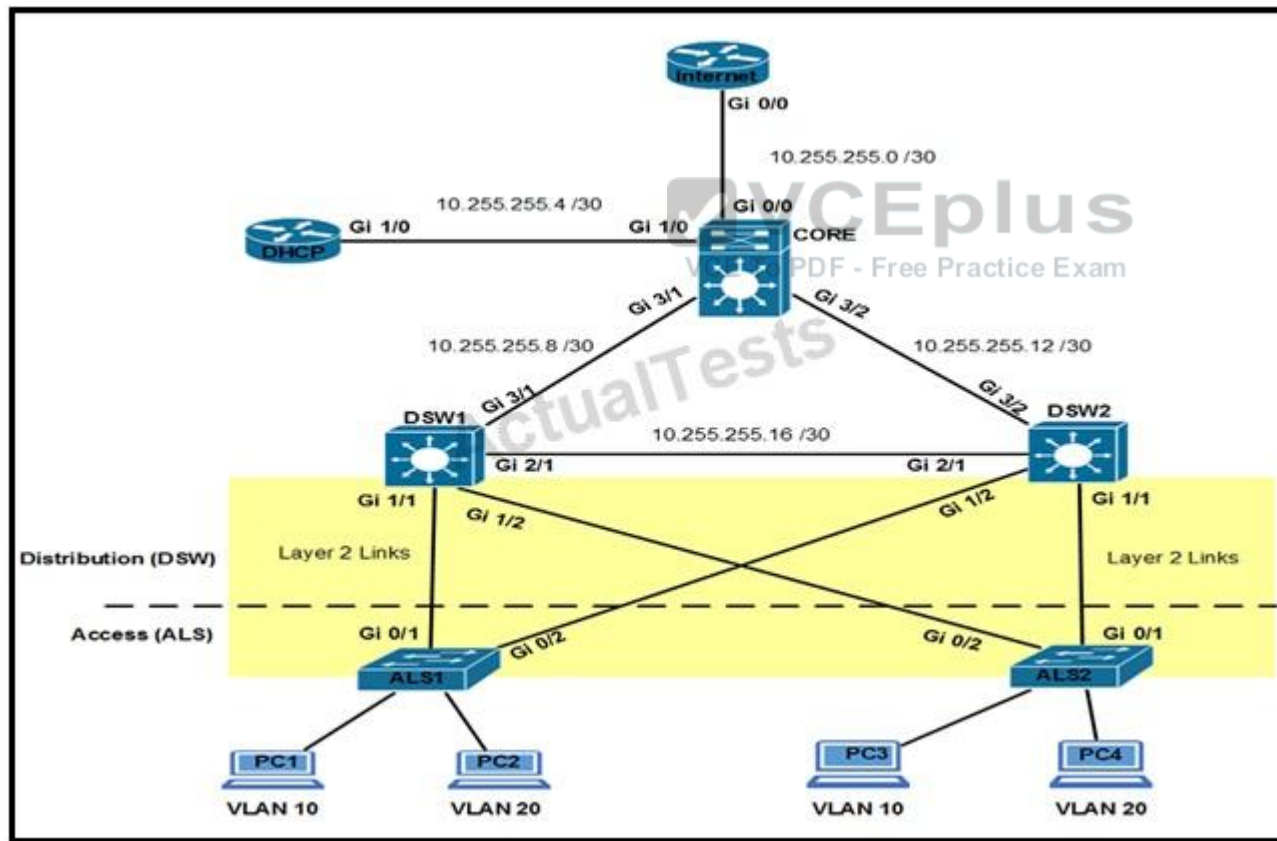 Internet
Gi 0/0
10.255.255.0 /30
VCEplus
10.255.255.4 /30
Gi 0/0
Gi 1/0
Gi 1/0
CORE
DHCP
PDF - Free Practice Exam
Gi 3/1
Gi 3/2
10.255.255.8 /30
10.255.255.12 /30
ActualTests
Gi 3/1
Gi 3/2
DSW1
DSW2
10.255.255.16 /30
Gi 2/1
Gi 2/1
Gi 1/1
Gi 1/2
Gi 1/2
Gi 1/1
Layer 2 Links
Layer 2 Links
Distribution (DSW)
Access (ALS)
Gi 0/1
Gi 0/2
Gi 0/2
Gi 0/1
ALS1
ALS2
PC1
PC2
PC3
PC4
VLAN 10
VLAN 20
VLAN 10
VLAN 20